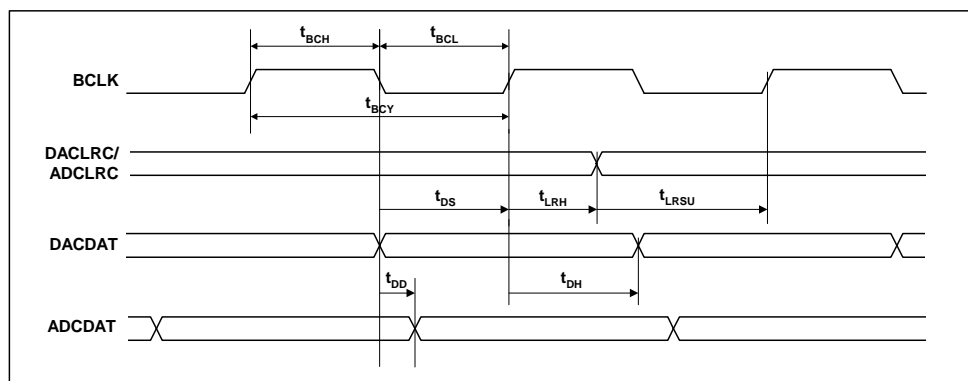 tBCH tBCL
BCLK
tBCY
DACLRC/
ADCLRC
tDS tLRH tLRSU
DACDAT
tDD tDH
ADCDAT